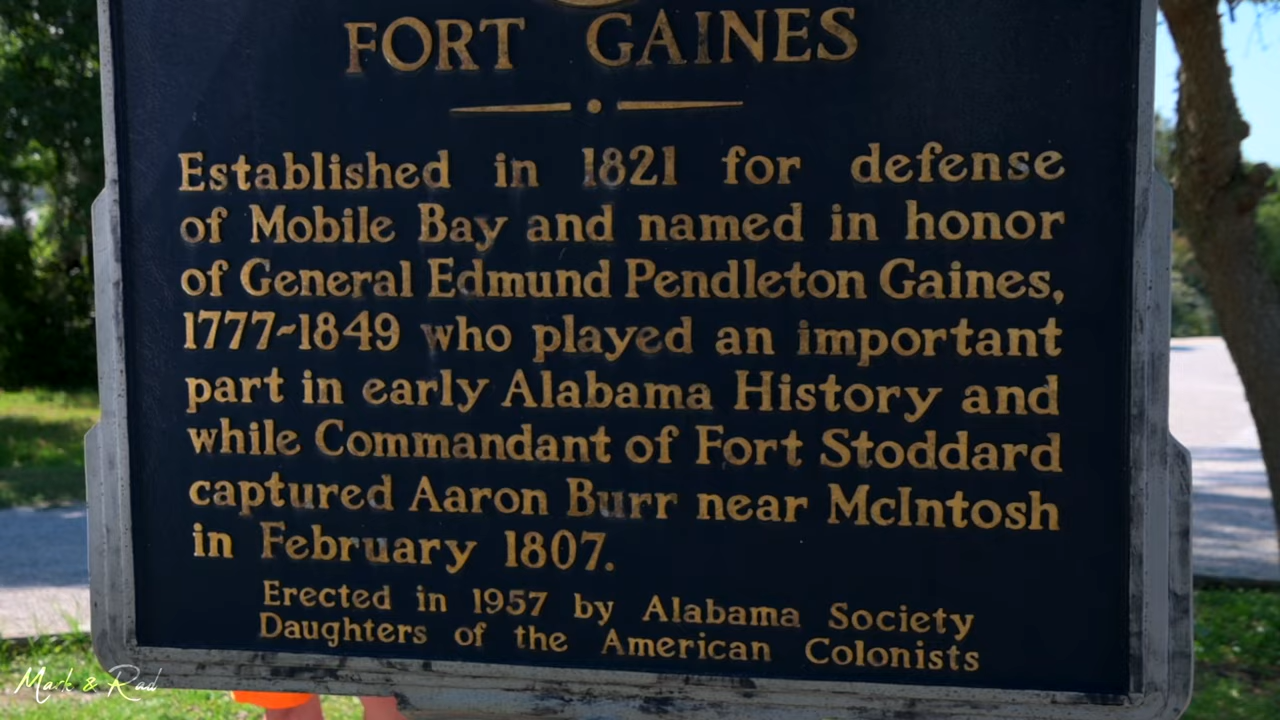 FORT GAINES
Established in 1821 for defense
of Mobile Bay and named in honor
of General Edmund Pendleton Gaines,
1777~1849 who played an important
part in early Alabama History and
while Commandant of Fort Stoddard
captured Aaron Burr near McIntosh
in February 1807.
Erected in 1957 by Alabama Society
Daughters of the American Colonists
Mark & Rad